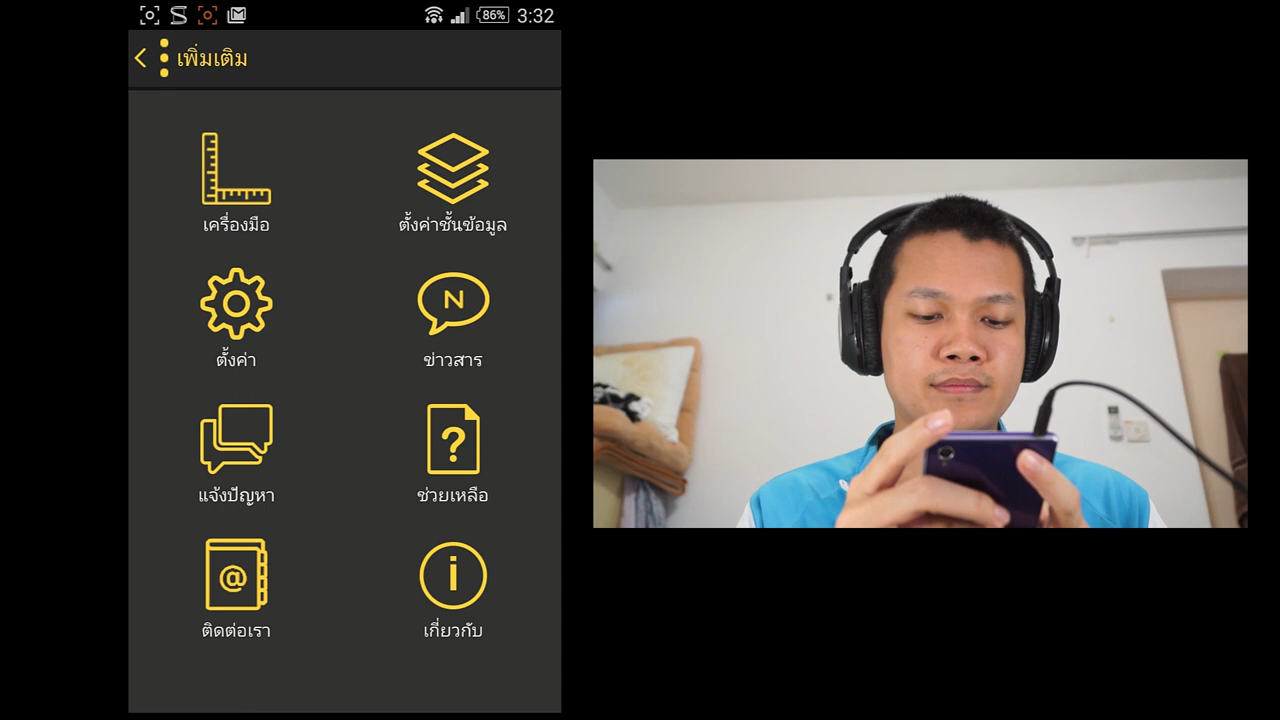 86% 3:32
เพิ่มเติม
เครื่องมือ
ตั้งค่าชั้นข้อมูล
ตั้งค่า
N
ข่าวสาร
แจ้งปัญหา
?
ช่วยเหลือ
@
ติดต่อเรา
i
เกี่ยวกับ